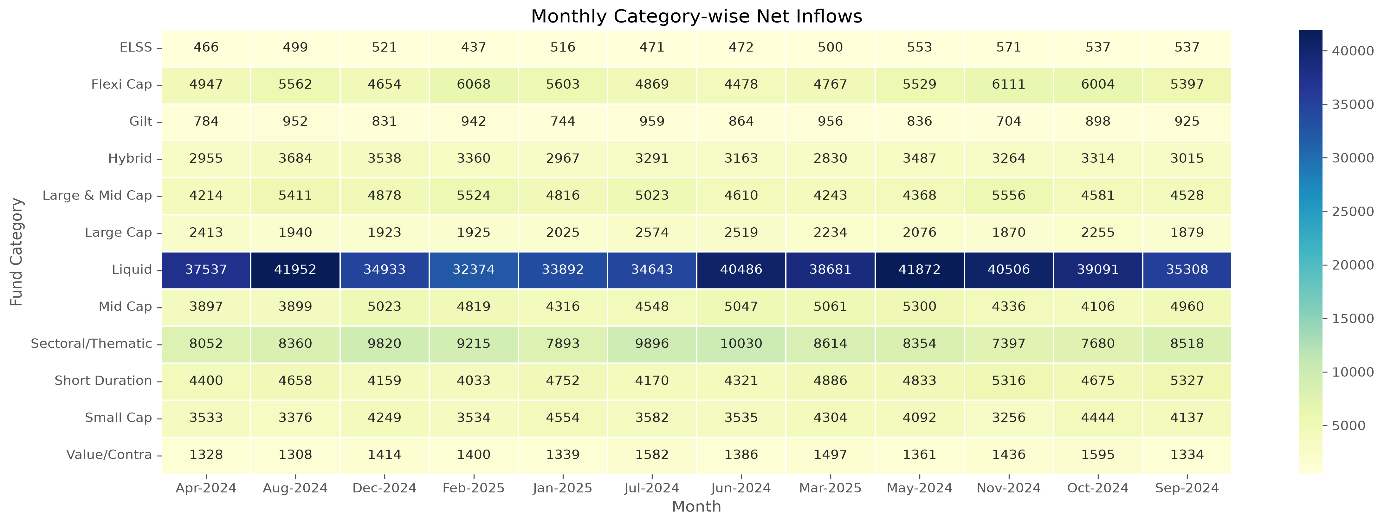 Monthly Category-wise Net Inflows
Fund Category
ELSS 466 499 521 437 516 471 472 500 553 571 537 537
Flexi Cap 4947 5562 4654 6068 5603 4869 4478 4767 5529 6111 6004 5397
Gilt 784 952 831 942 744 959 864 956 836 704 898 925
Hybrid 2955 3684 3538 3360 2967 3291 3163 2830 3487 3264 3314 3015
Large & Mid Cap 4214 5411 4878 5524 4816 5023 4610 4243 4368 5556 4581 4528
Large Cap 2413 1940 1923 1925 2025 2574 2519 2234 2076 1870 2255 1879
Liquid 37537 41952 34933 32374 33892 34643 40486 38681 41872 40506 39091 35308
Mid Cap 3897 3899 5023 4819 4316 4548 5047 5061 5300 4336 4106 4960
Sectoral/Thematic 8052 8360 9820 9215 7893 9896 10030 8614 8354 7397 7680 8518
Short Duration 4400 4658 4159 4033 4752 4170 4321 4886 4833 5316 4675 5327
Small Cap 3533 3376 4249 3534 4554 3582 3535 4304 4092 3256 4444 4137
Value/Contra 1328 1308 1414 1400 1339 1582 1386 1497 1361 1436 1595 1334
Apr-2024 Aug-2024 Dec-2024 Feb-2025 Jan-2025 Jul-2024 Jun-2024 Mar-2025 May-2024 Nov-2024 Oct-2024 Sep-2024
Month
40000
35000
30000
25000
20000
15000
10000
5000